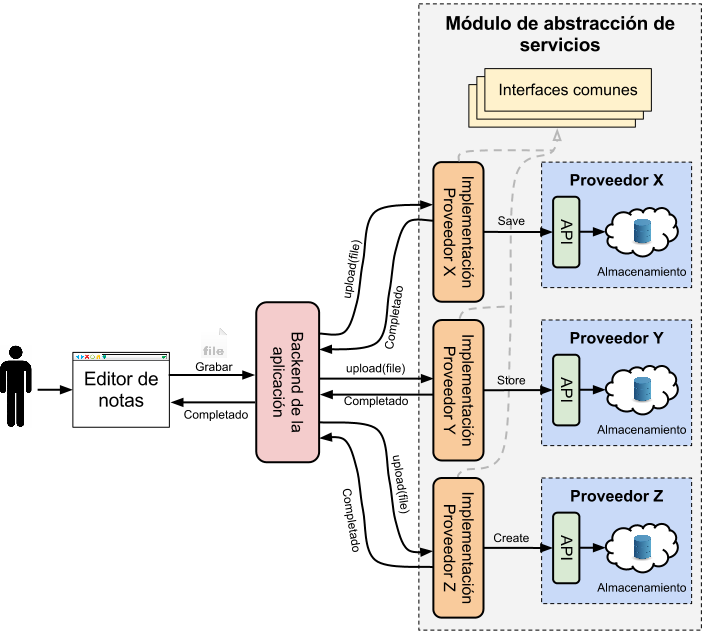 Módulo de abstracción de
servicios
Interfaces comunes
Implementación
Proveedor X
Proveedor X
Save
API
Almacenamiento
upload(file)
Completado
Backend de la
aplicación
file
Grabar
Editor de
notas
Completado
upload(file)
Completado
Implementación
Proveedor Y
Proveedor Y
Store
API
Almacenamiento
upload(file)
Completado
Implementación
Proveedor Z
Proveedor Z
Create
API
Almacenamiento